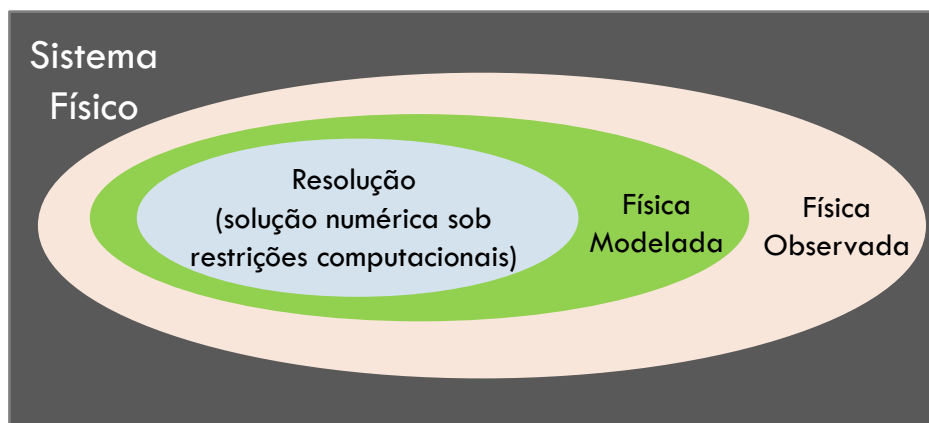 Sistema
Físico
Resolução
(solução numérica sob
restrições computacionais)
Física
Modelada
Física
Observada